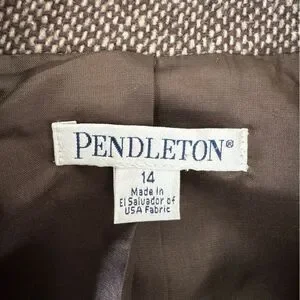 PENDLETON®
14
Made in
El Salvador of
USA Fabric